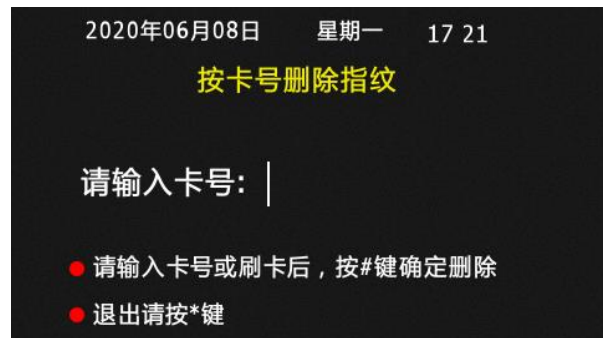 2020年06月08日 星期一 17 21
按卡号删除指纹
请输入卡号:
请输入卡号或刷卡后，按#键确定删除
退出请按*键